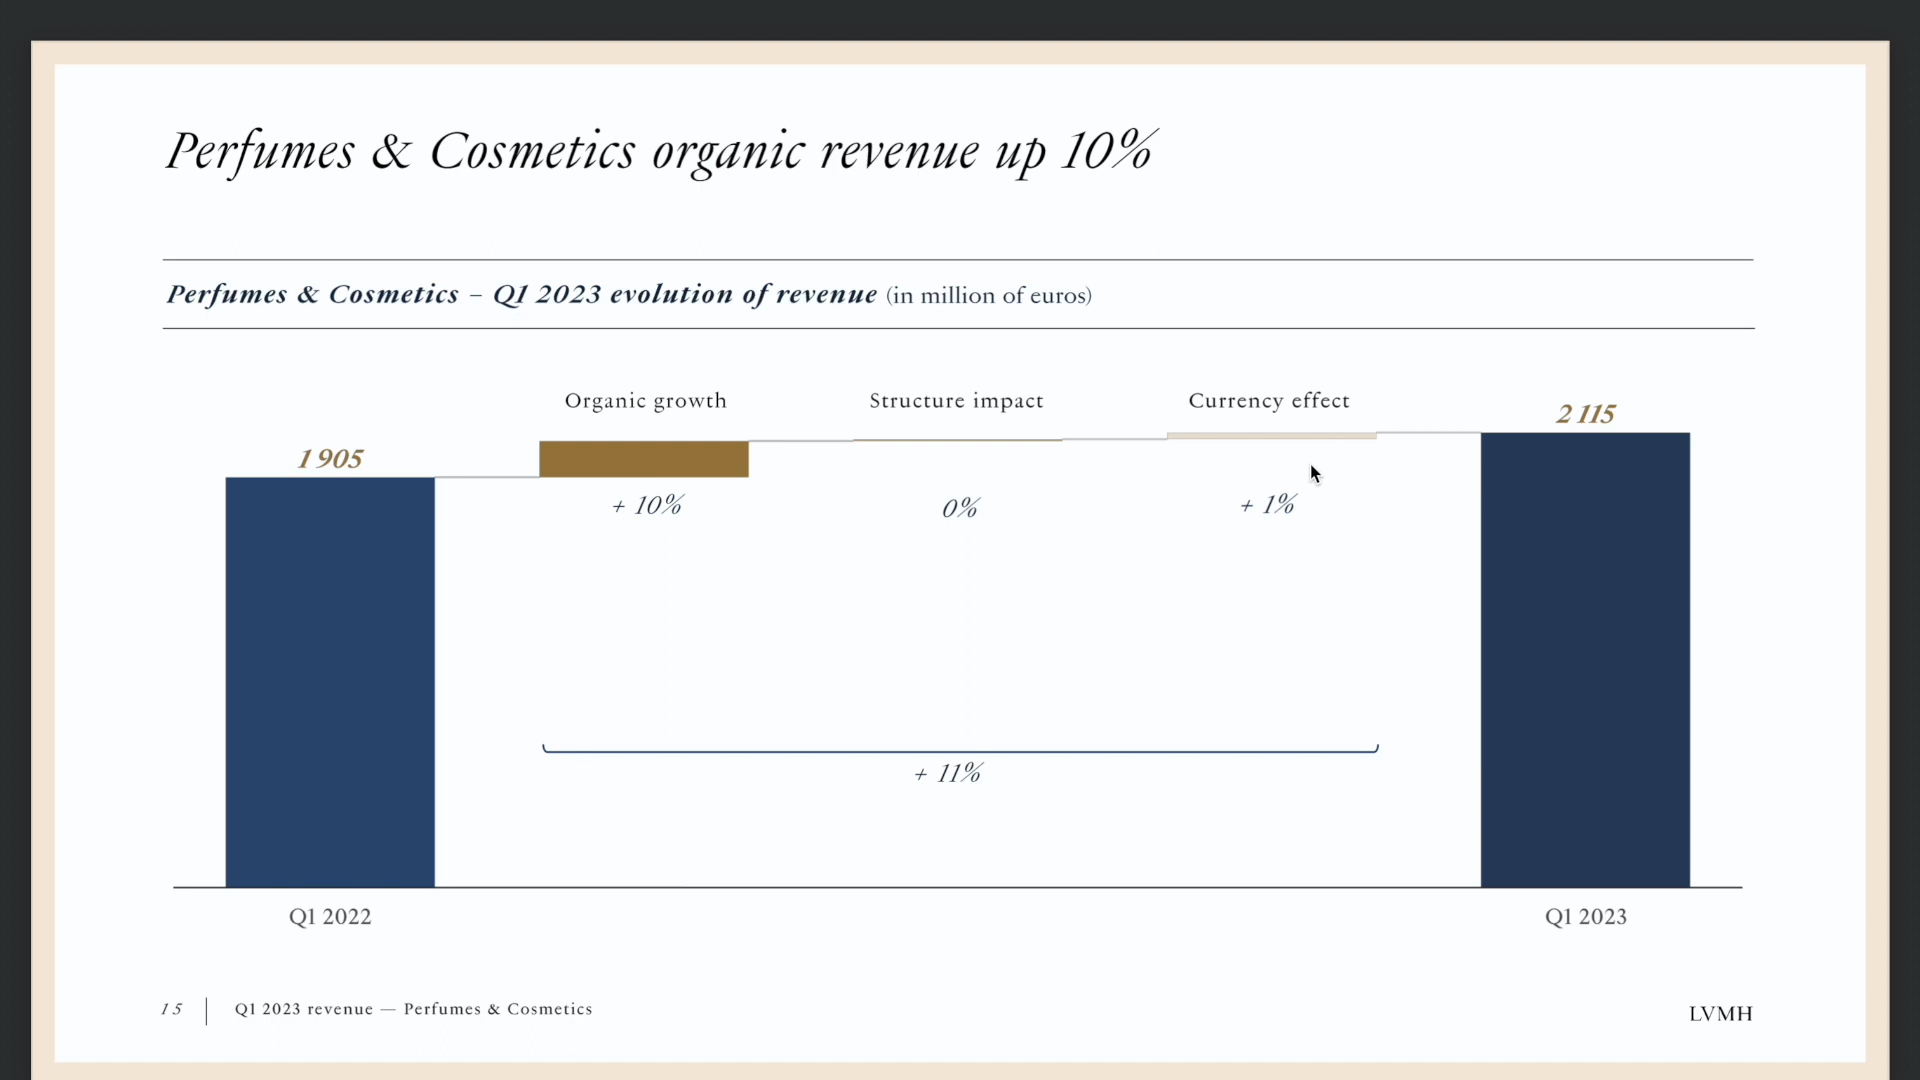 Perfumes & Cosmetics organic revenue up 10%
Perfumes & Cosmetics – Q1 2023 evolution of revenue (in million of euros)
Organic growth
Structure impact
Currency effect
2 115
1 905
+ 10%
0%
+ 1%
+ 11%
Q1 2022
Q1 2023
15
Q1 2023 revenue — Perfumes & Cosmetics
LVMH